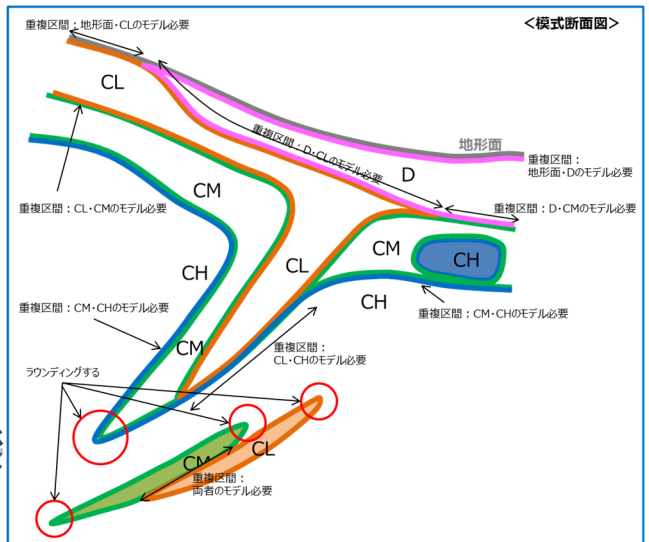 重複区間：地形面・CLのモデル必要
＜模式断面図＞
CL
地形面
重複区間：D・CLのモデル必要
D
重複区間：
地形面・Dのモデル必要
CM
重複区間：CL・CMのモデル必要
重複区間：D・CMのモデル必要
CM
CL
CH
CH
CH
重複区間：CM・CHのモデル必要
重複区間：CM・CHのモデル必要
CM
重複区間：
CL・CHのモデル必要
ラウンディングする
CL
CM
重複区間：
両者のモデル必要